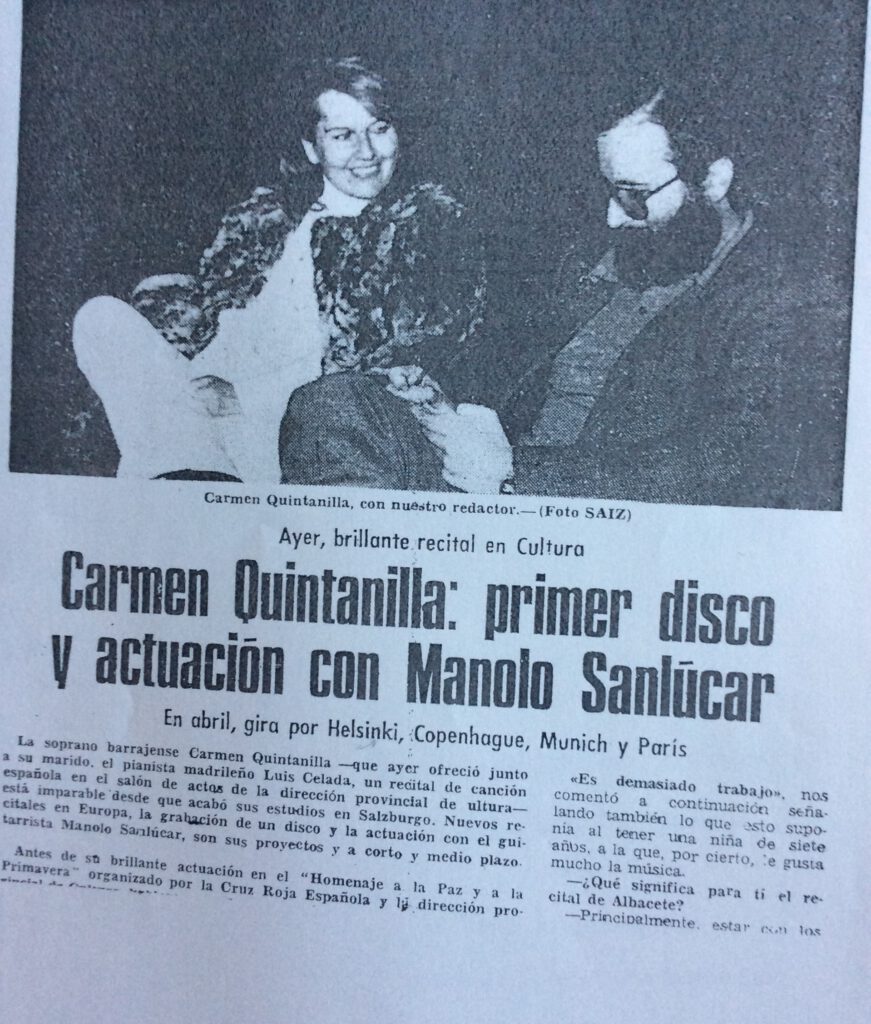 Carmen Quintanilla, con nuestro redactor.—(Foto SAIZ)
Ayer, brillante recital en Cultura
Carmen Quintanilla: primer disco
y actuación con Manolo Sanlúcar
En abril, gira por Helsinki, Copenhague, Munich y París
La soprano barrajense Carmen Quintanilla —que ayer ofreció junto
a su marido, el pianista madrileño Luis Celada, un recital de canción
española en el salón de actos de la dirección provincial de ultura—
está imparable desde que acabó sus estudios en Salzburgo. Nuevos re-
citales en Europa, la grabación de un disco y la actuación con el gui-
tarrista Manolo Sanlúcar, son sus proyectos y a corto y medio plazo.
Antes de su brillante actuación en el "Homenaje a la Paz y a la
Primavera" organizado por la Cruz Roja Española y la dirección pro-
«Es demasiado trabajo», nos
comentó a continuación seña-
lando también lo que esto supo-
nía al tener una niña de siete
años, a la que, por cierto, le gusta
mucho la música.
—¿Qué significa para ti el re-
cital de Albacete?
—Principalmente, estar con los